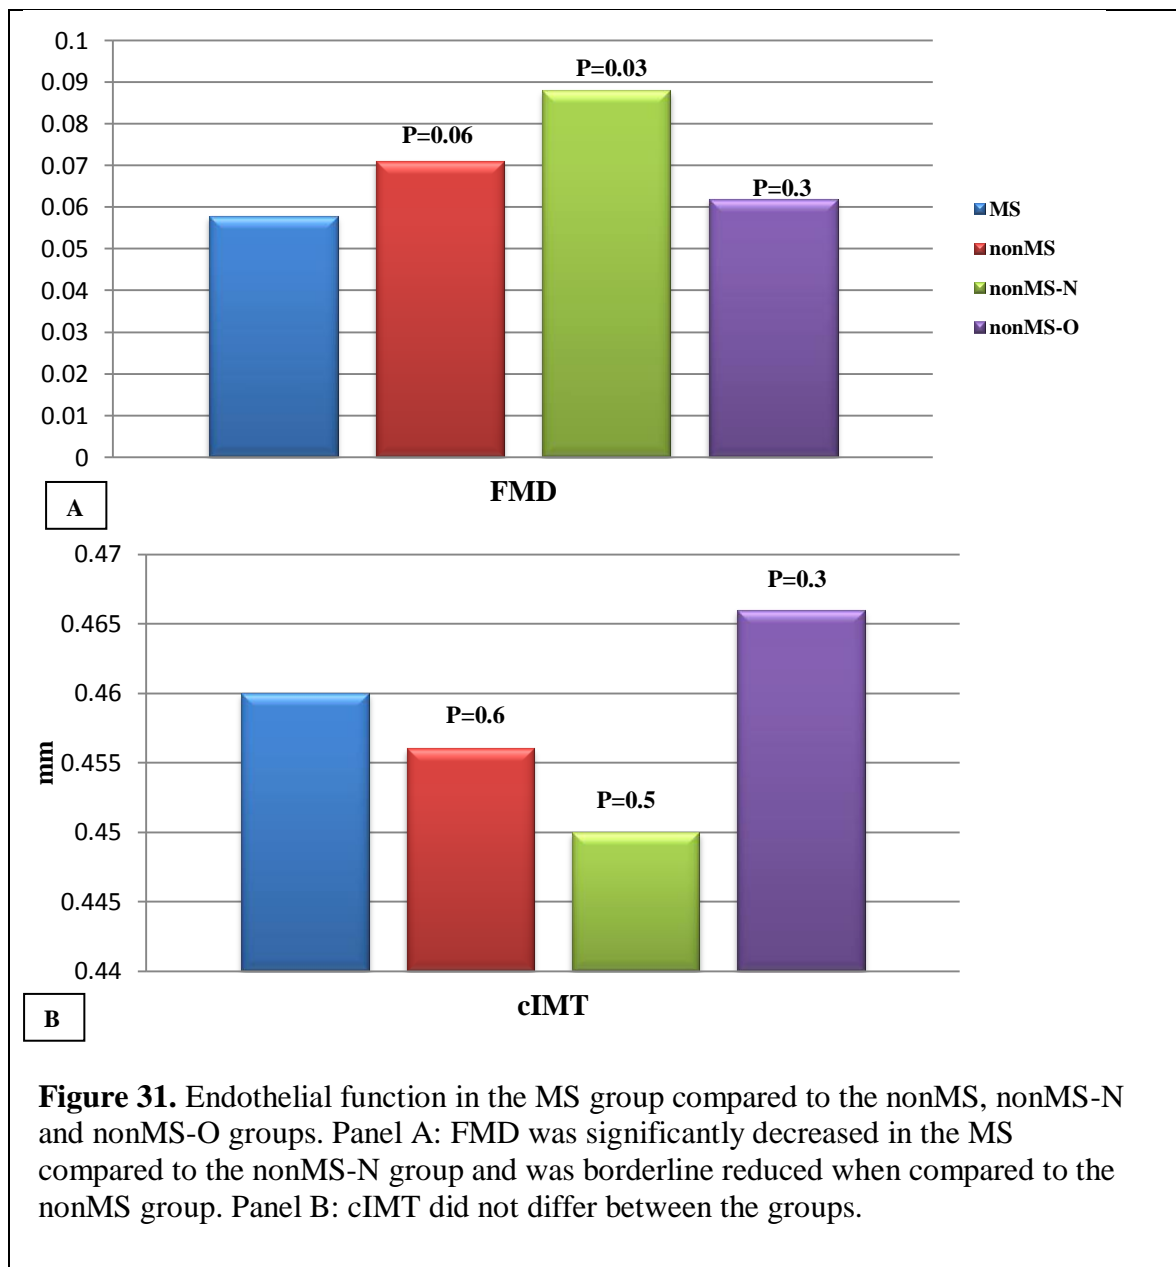 0.1
0.09
0.08
0.07
0.06
0.05
0.04
0.03
0.02
0.01
0
P=0.03
P=0.06
P=0.3
MS
nonMS
nonMS-N
nonMS-O
FMD
A
0.47
0.465
0.46
0.455
0.45
0.445
0.44
mm
P=0.3
P=0.6
P=0.5
cIMT
B
Figure 31. Endothelial function in the MS group compared to the nonMS, nonMS-N
and nonMS-O groups. Panel A: FMD was significantly decreased in the MS
compared to the nonMS-N group and was borderline reduced when compared to the
nonMS group. Panel B: cIMT did not differ between the groups.